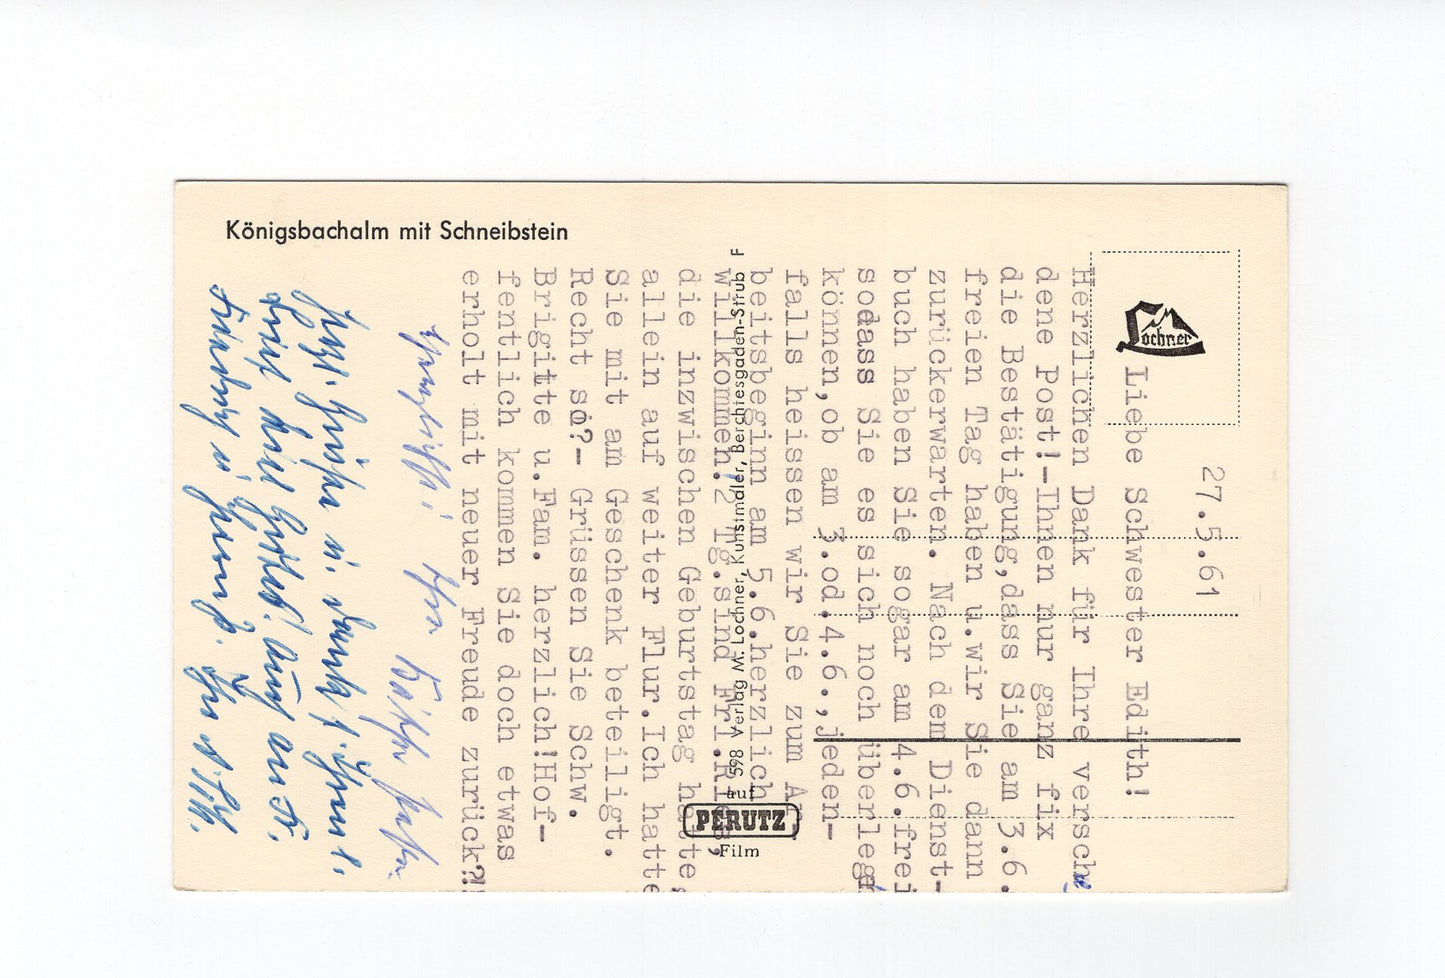 Königsbachalm mit Schneibstein
Lochner
27.5.61
Liebe Schwester Edith!
Herzlichen Dank für Ihre versch
dene Post!-Ihnen nur ganz fix
die Bestätigung,dass Sie am 3.6.
freien Tag haben u.wir Sie dann
zurückerwarten. Nach dem Dienst-
buch haben Sie sogar am 4.6.frei
sodass Sie es sich noch überleg
können,ob am 3.od.4.6.,jeden-
falls heissen wir Sie zum Ar-
beitsbeginn am 5.6.herzlich
willkommen!2 Tg.sind Frl.
die inzwischen Geburtstag hatte,
allein auf weiter Flur.Ich hatte
Sie mit am Geschenk beteiligt.
Recht so?- Grüssen Sie Schw.
Brigitte u.Fam. herzlich!Hof-
fentlich kommen Sie doch etwas
erholt mit neuer Freude zurück?!
598 Verlag M. Lochner, Kunstmaler, Berchtesgaden-Strub F
auf
PERUTZ
Film